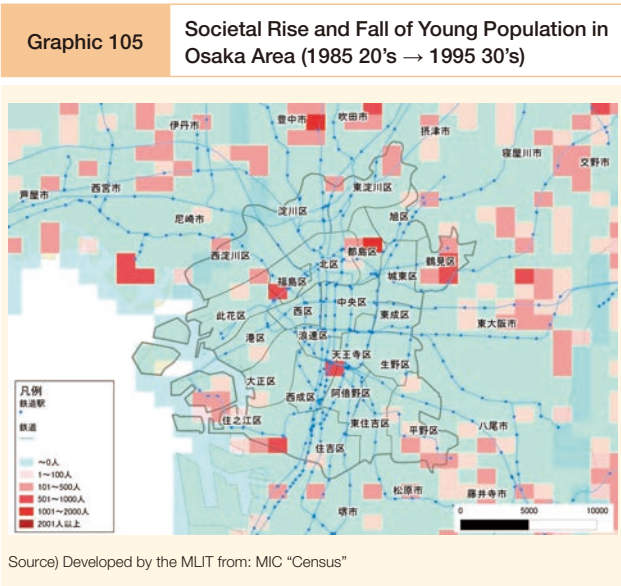 Graphic 105
Societal Rise and Fall of Young Population in
Osaka Area (1985 20's → 1995 30's)
伊丹市
豊中市
吹田市
摂津市
寝屋川市
交野市
芦屋市
西宮市
尼崎市
淀川区
東淀川区
旭区
西淀川区
北区
都島区
鶴見区
城東区
福島区
此花区
西区
中央区
東成区
港区
浪速区
東大阪市
天王寺区
生野区
大正区
西成区
阿倍野区
住之江区
東住吉区
平野区
八尾市
住吉区
松原市
藤井寺市
堺市
凡例
鉄道駅
鉄道
~0人
1~100人
101~500人
501~1000人
1001~2000人
2001人以上
0 5000 10000
Source) Developed by the MLIT from: MIC "Census"